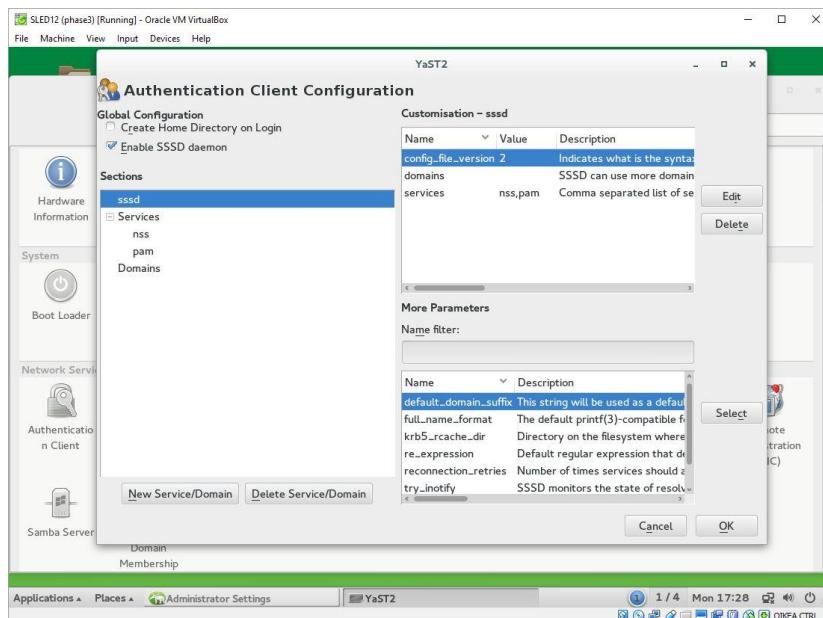 SLED12 (phase3) [Running] - Oracle VM VirtualBox
File Machine View Input Devices Help
YaST2
Authentication Client Configuration
Global Configuration
Create Home Directory on Login
Enable SSSD daemon
Sections
sssd
Services
nss
pam
Domains
New Service/Domain
Delete Service/Domain
Customisation – sssd
Name Value Description
config_file_version 2 Indicates what is the syntax
domains SSSD can use more domain
services nss,pam Comma separated list of se
Edit
Delete
More Parameters
Name filter:
Name Description
default_domain_suffix This string will be used as a defaul
full_name_format The default printf(3)-compatible f
krb5_rcache_dir Directory on the filesystem where
re_expression Default regular expression that de
reconnection_retries Number of times services should a
try_inotify SSSD monitors the state of resolv
Select
Cancel
OK
Hardware
Information
System
Boot Loader
Network Servi
Authenticatio
n Client
Samba Server
Domain
Membership
ote
tration
IC)
Applications Places Administrator Settings YaST2 1 1 / 4 Mon 17:28